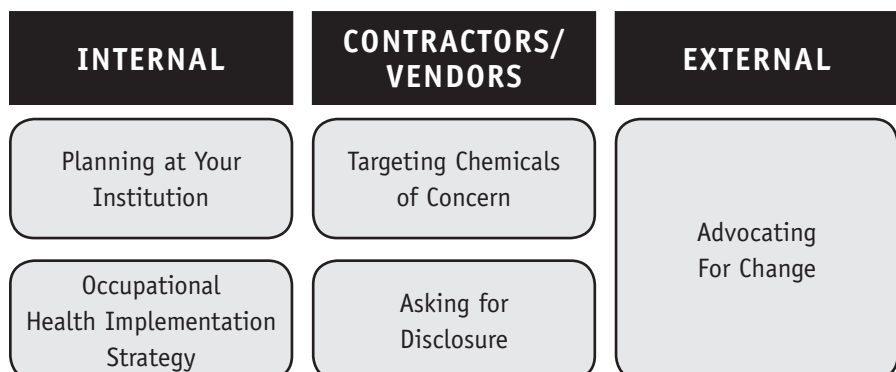 INTERNAL
CONTRACTORS/
VENDORS
EXTERNAL
Planning at Your
Institution
Targeting Chemicals
of Concern
Advocating
For Change
Occupational
Health Implementation
Strategy
Asking for
Disclosure